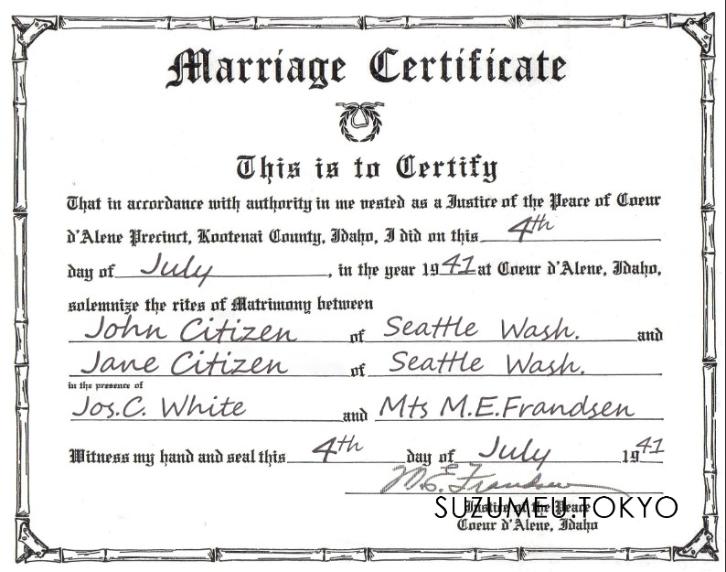 Marriage Certificate
This is to Certify
That in accordance with authority in me vested as a Justice of the Peace of Coeur
d'Alene Precinct, Kootenai County, Idaho, I did on this 4th
day of July, in the year 1941 at Coeur d'Alene, Idaho,
solemnize the rites of Matrimony between
John Citizen of Seattle Wash. and
Jane Citizen of Seattle Wash.
in the presence of
Jos.C. White and Mts M.E.Frandsen
Witness my hand and seal this 4th day of July 1941
M.E. Frandsen
Justice of the Peace
SUZUMEU.TOKYO
Coeur d'Alene, Idaho